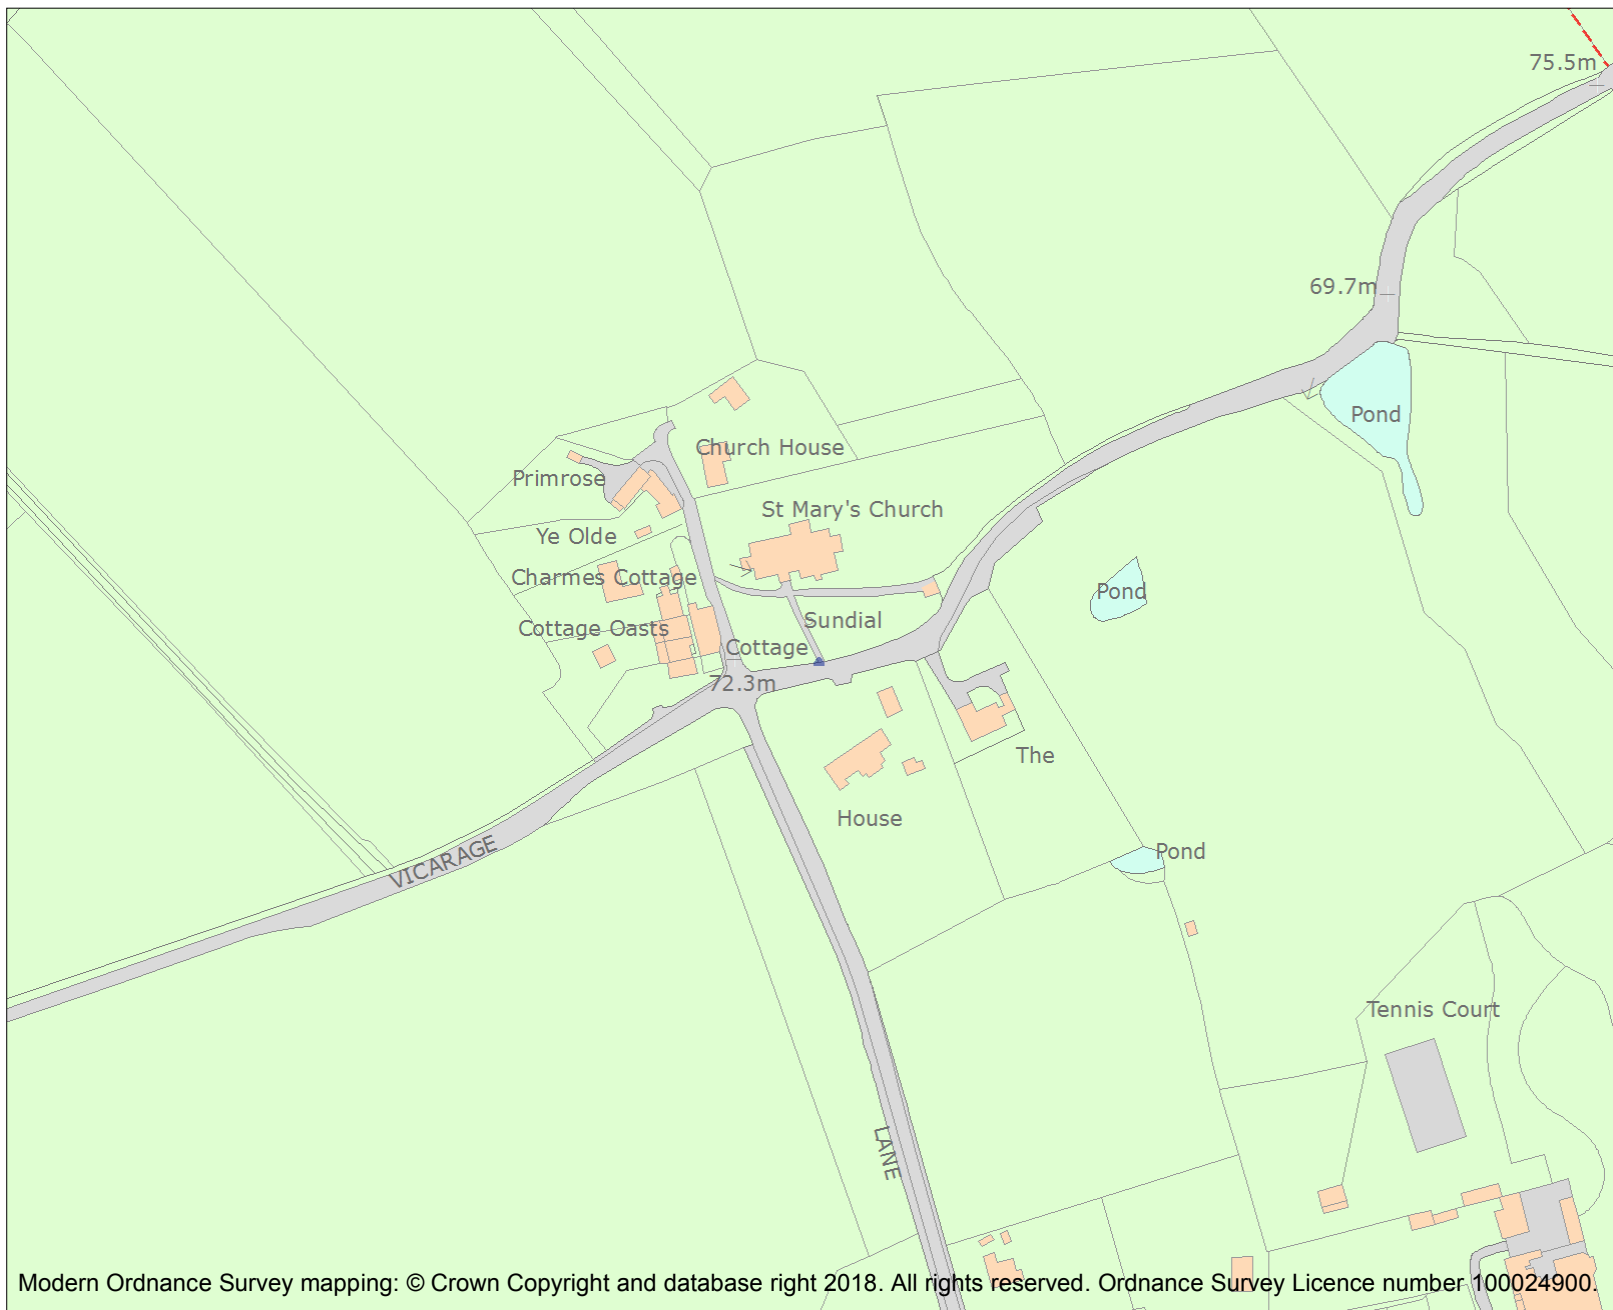 75.5m
69.7m
Pond
Church House
Primrose
St Mary's Church
Ye Olde
Charmes Cottage
Pond
Sundial
Cottage Oasts
Cottage
72.3m
The
House
VICARAGE
Pond
Tennis Court
LANE
Modern Ordnance Survey mapping: © Crown Copyright and database right 2018. All rights reserved. Ordnance Survey Licence number 100024900.